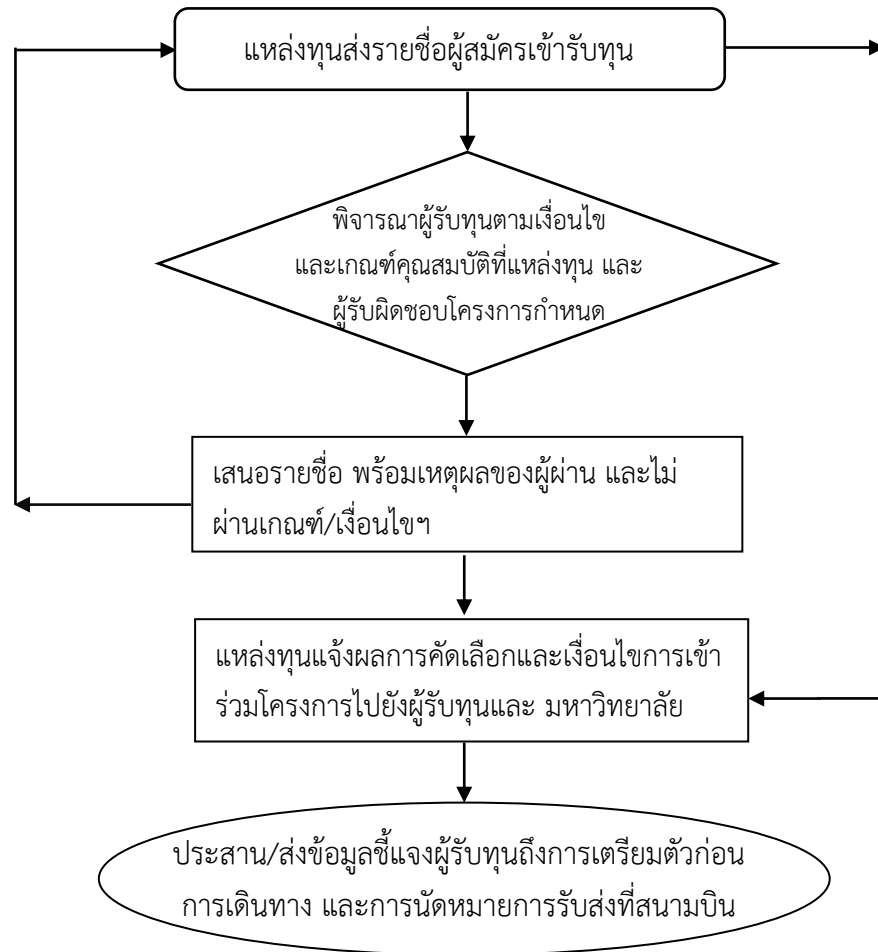 แหล่งทุนส่งรายชื่อผู้สมัครเข้ารับทุน
พิจารณาผู้รับทุนตามเงื่อนไข
และเกณฑ์คุณสมบัติที่แหล่งทุน และ
ผู้รับผิดชอบโครงการกำหนด
เสนอรายชื่อ พร้อมเหตุผลของผู้ผ่าน และไม่
ผ่านเกณฑ์/เงื่อนไขฯ
แหล่งทุนแจ้งผลการคัดเลือกและเงื่อนไขการเข้า
ร่วมโครงการไปยังผู้รับทุนและ มหาวิทยาลัย
ประสาน/ส่งข้อมูลชี้แจงผู้รับทุนถึงการเตรียมตัวก่อน
การเดินทาง และการนัดหมายการรับส่งที่สนามบิน